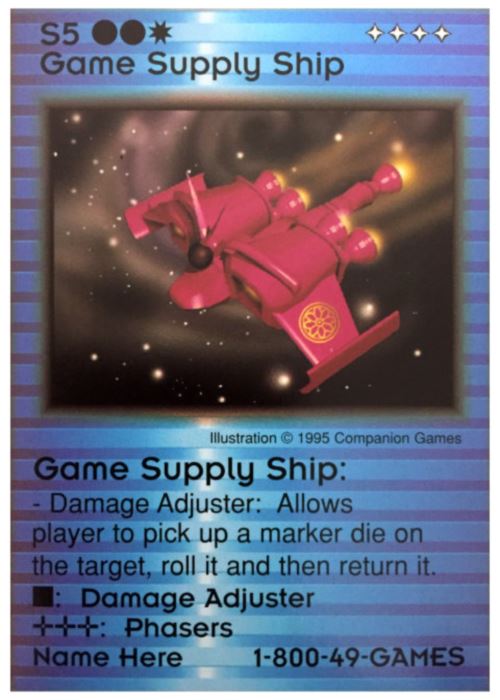 S5 ●●✷ ✧✧✧✧
Game Supply Ship
Illustration © 1995 Companion Games
Game Supply Ship:
- Damage Adjuster: Allows
player to pick up a marker die on
the target, roll it and then return it.
■: Damage Adjuster
✢✢✢: Phasers
Name Here 1-800-49-GAMES